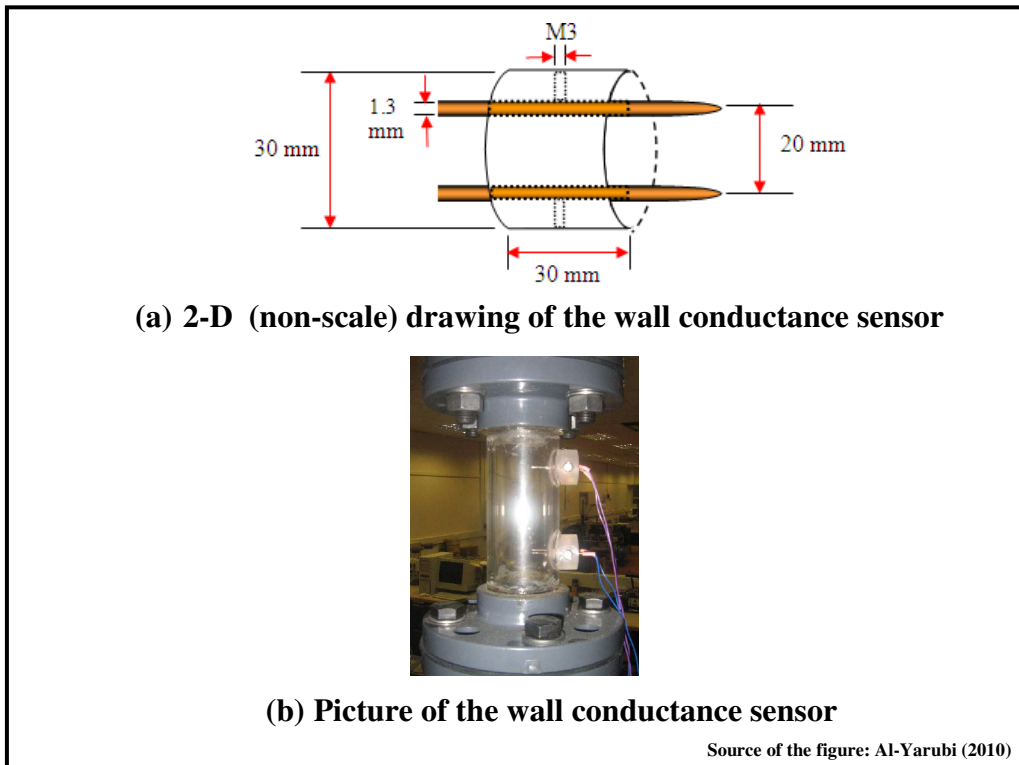 M3
1.3
mm
30 mm
20 mm
30 mm
(a) 2-D (non-scale) drawing of the wall conductance sensor
(b) Picture of the wall conductance sensor
Source of the figure: Al-Yarubi (2010)